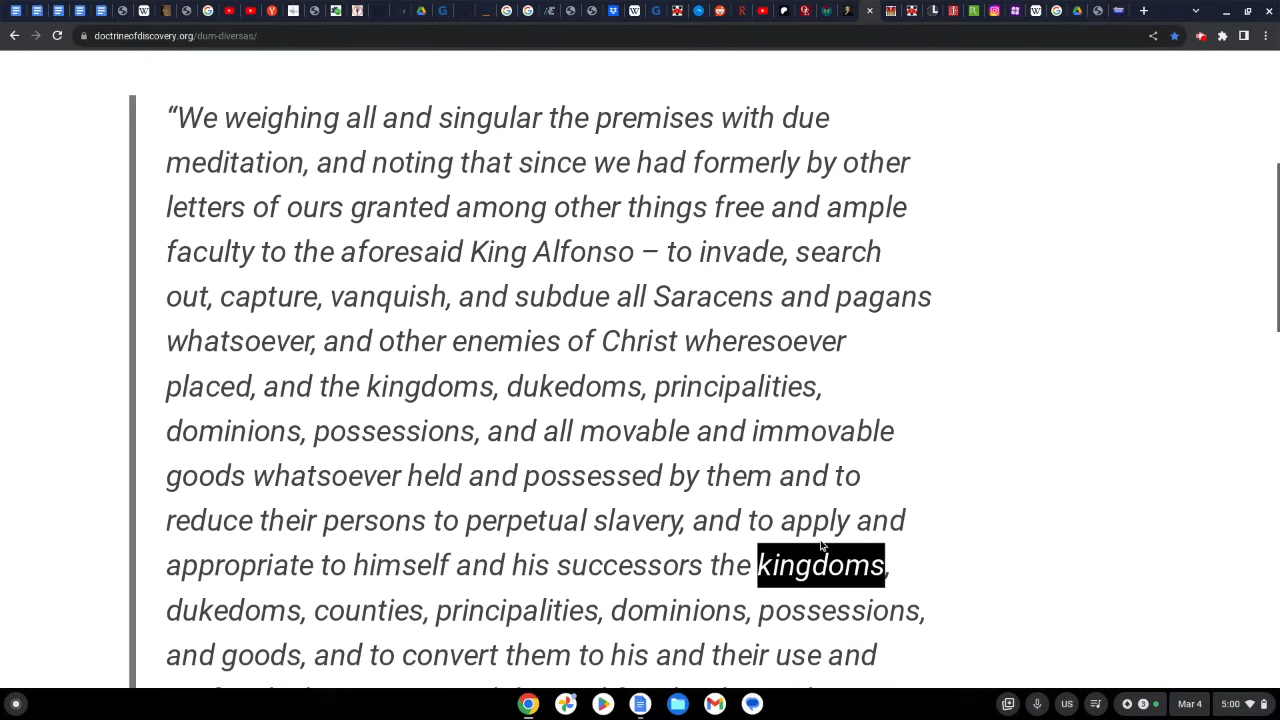 doctrineofdiscovery.org/dum-diversas/
“We weighing all and singular the premises with due
meditation, and noting that since we had formerly by other
letters of ours granted among other things free and ample
faculty to the aforesaid King Alfonso – to invade, search
out, capture, vanquish, and subdue all Saracens and pagans
whatsoever, and other enemies of Christ wheresoever
placed, and the kingdoms, dukedoms, principalities,
dominions, possessions, and all movable and immovable
goods whatsoever held and possessed by them and to
reduce their persons to perpetual slavery, and to apply and
appropriate to himself and his successors the kingdoms,
dukedoms, counties, principalities, dominions, possessions,
and goods, and to convert them to his and their use and
US
3
Mar 4
5:00